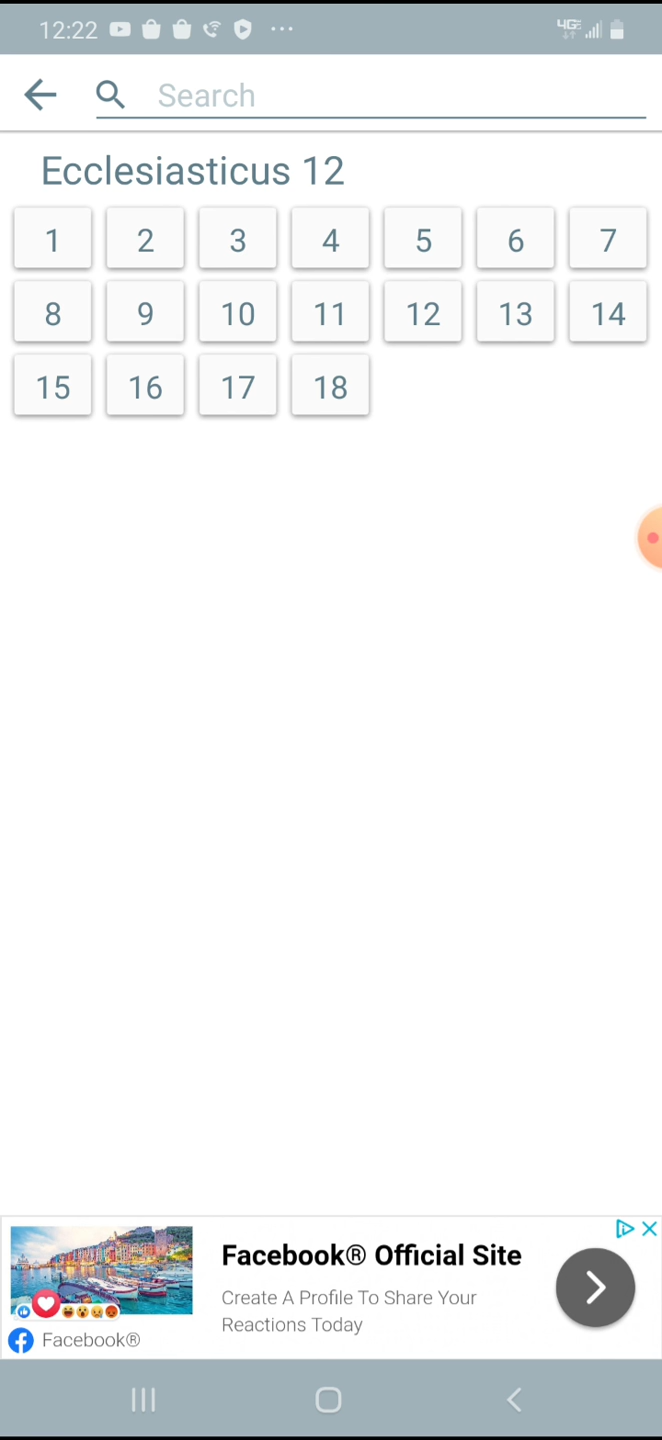 12:22
4GE
Search
Ecclesiasticus 12
1 2 3 4 5 6 7
8 9 10 11 12 13 14
15 16 17 18
Facebook® Official Site
Create A Profile To Share Your
Reactions Today
Facebook®